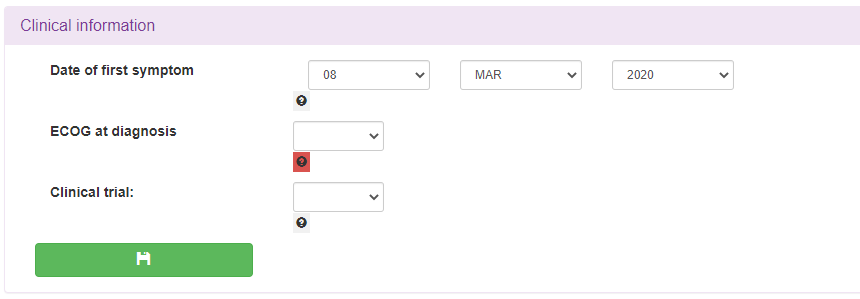 Clinical information
Date of first symptom 08 MAR 2020
?
ECOG at diagnosis
?
Clinical trial:
?